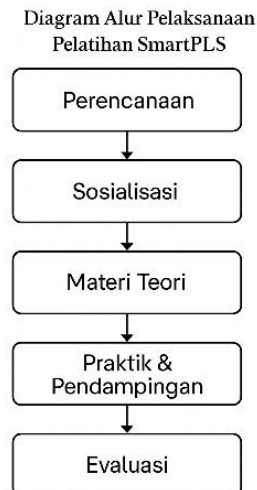 Diagram Alur Pelaksanaan
Pelatihan SmartPLS
Perencanaan
Sosialisasi
Materi Teori
Praktik &
Pendampingan
Evaluasi